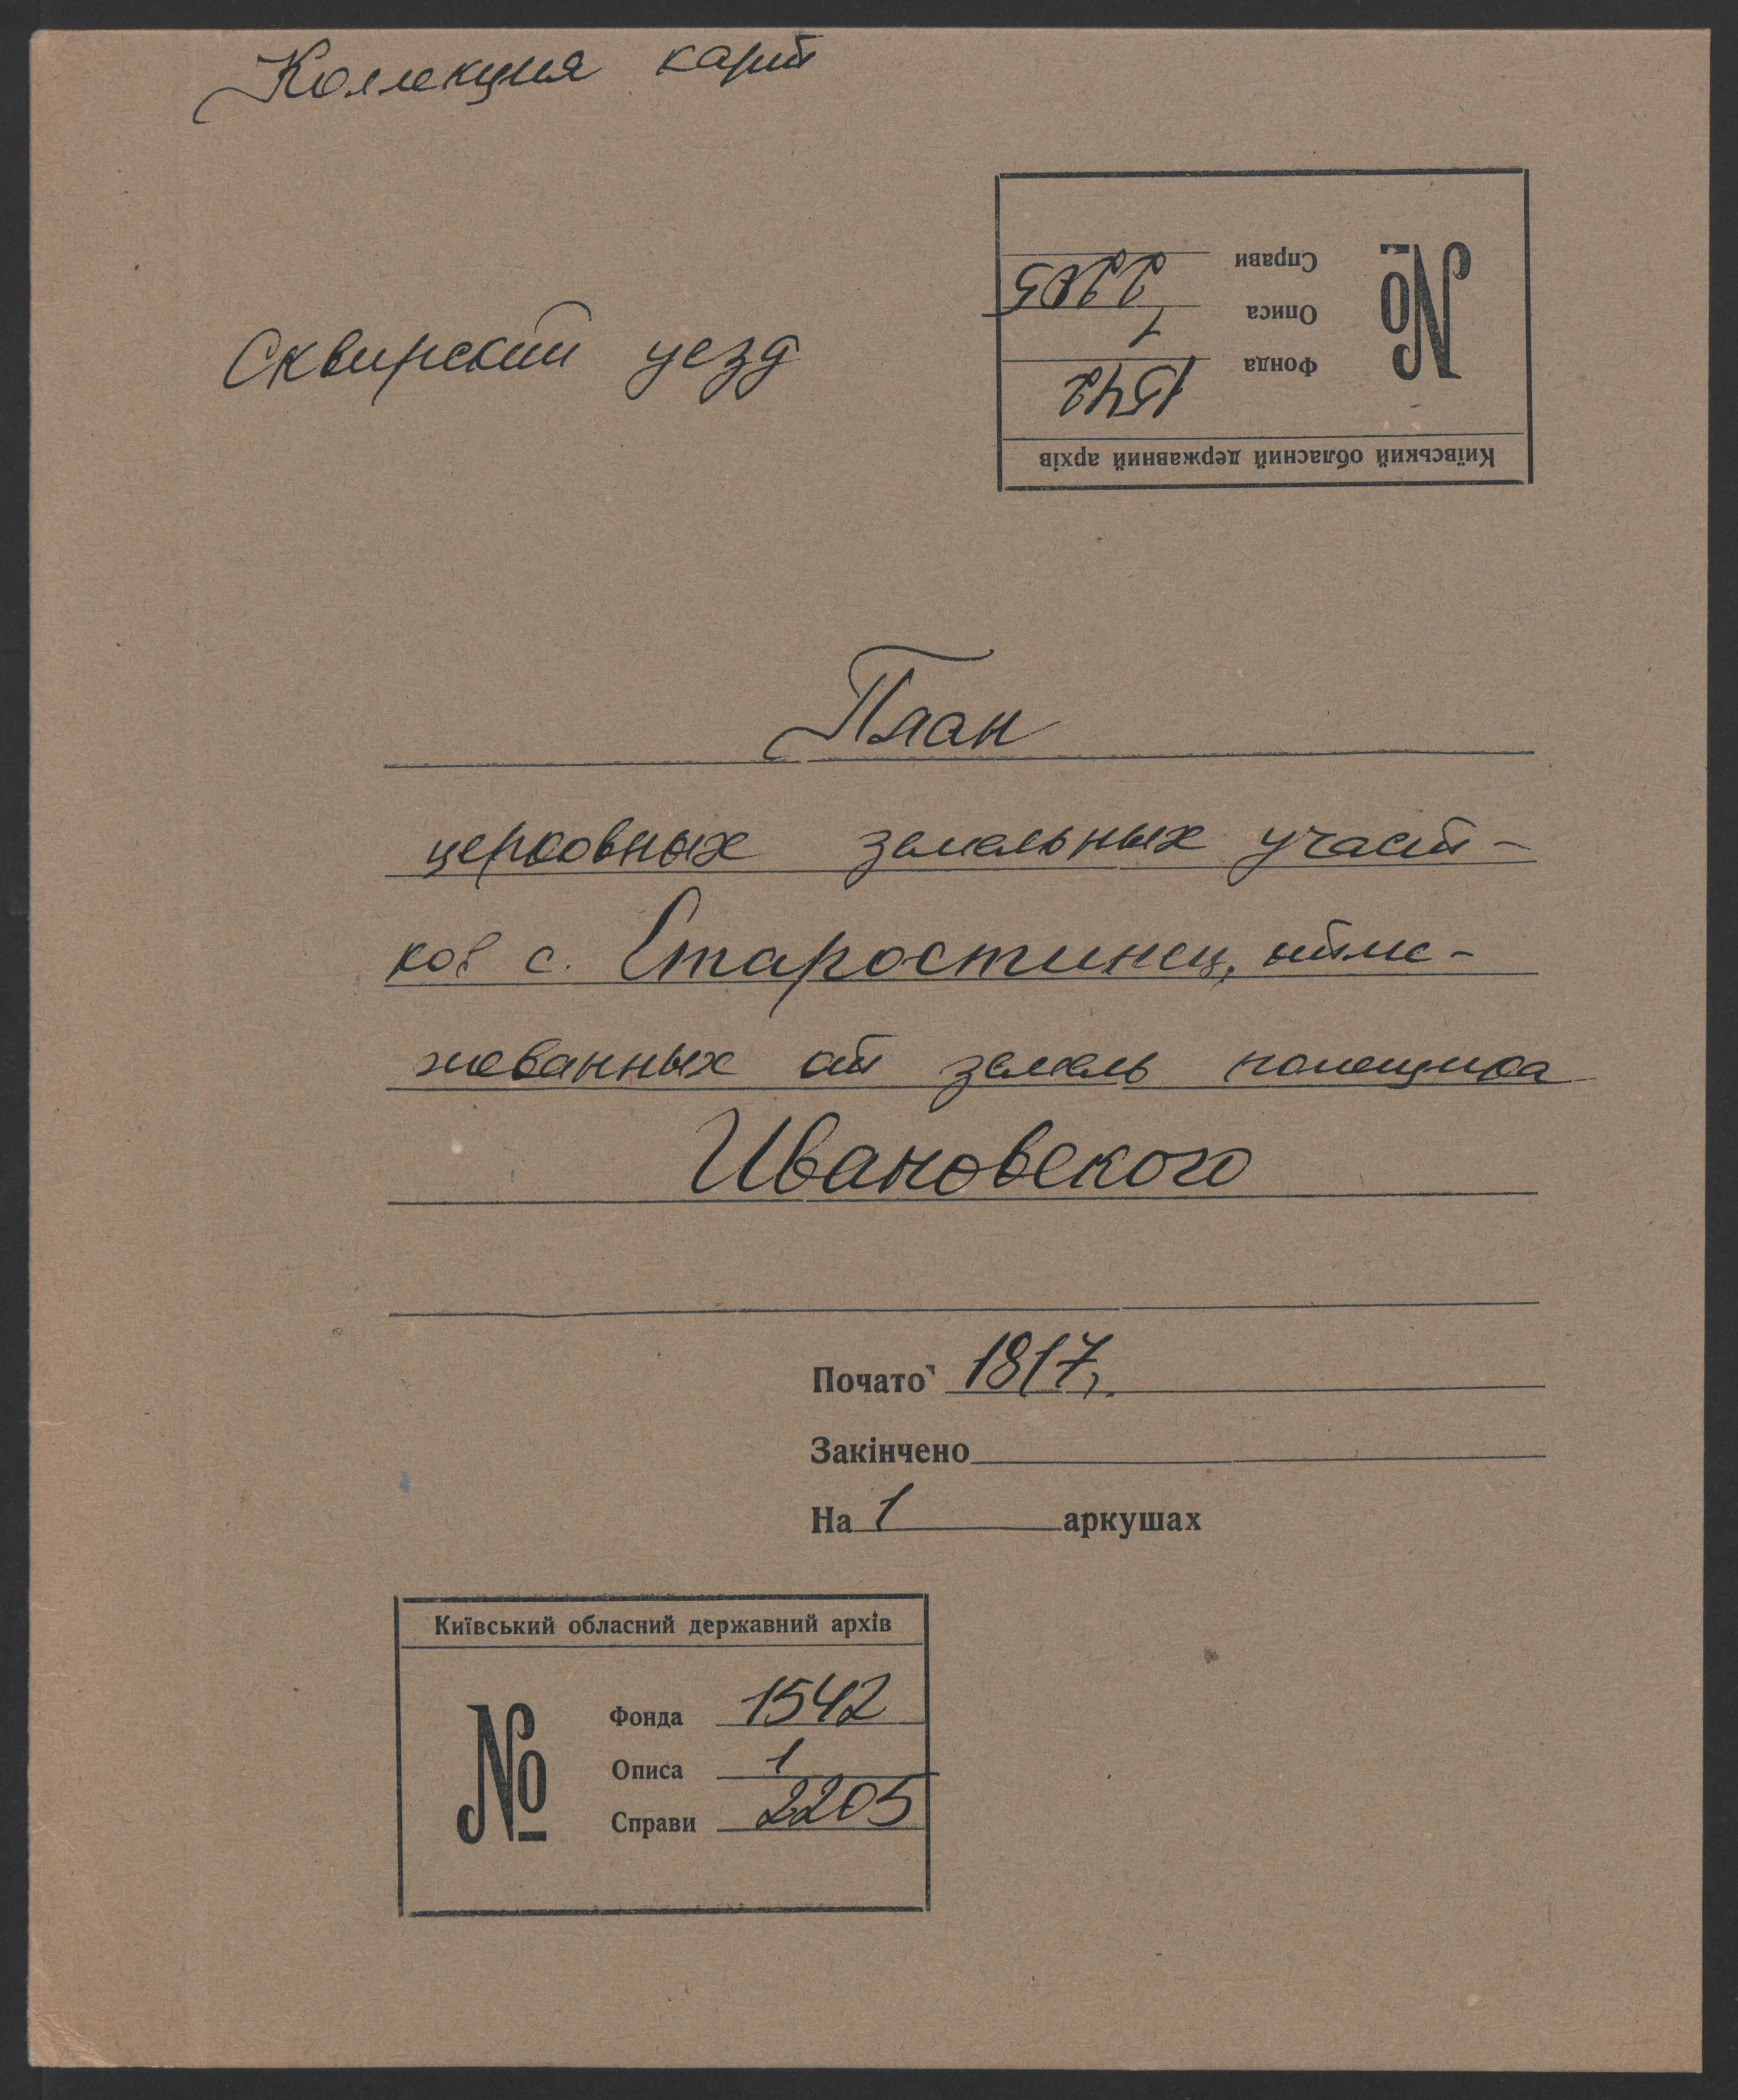 Коллекция карт
Сквирский уезд
Київський обласний державний архів
№
Фонда 1542
Описа 1
Справи 2205
План
церковных земельных участ-
ков с. Старостинец, отме-
жеванных от земель помещика
Ивановского
Почато 1817 г.
Закінчено
На 1 аркушах
Київський обласний державний архів
№
Фонда 1542
Описа 1
Справи 2205